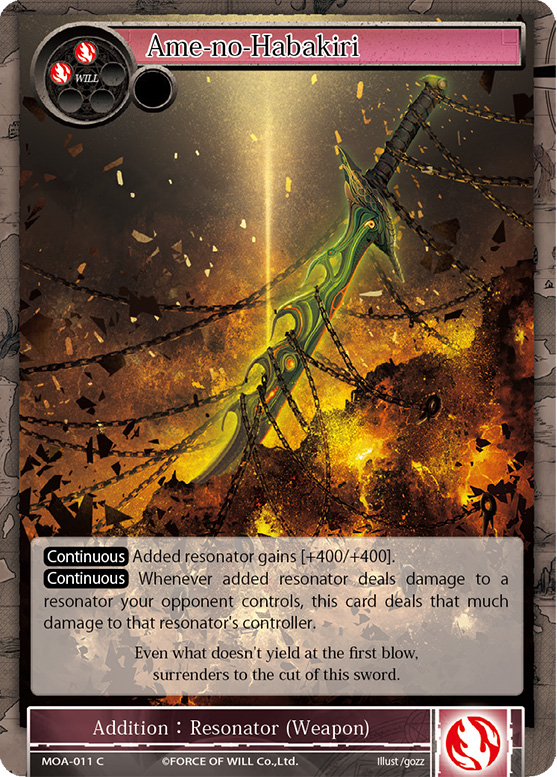 Ame-no-Habakiri
WILL
Continuous Added resonator gains [+400/+400].
Continuous Whenever added resonator deals damage to a
resonator your opponent controls, this card deals that much
damage to that resonator's controller.
Even what doesn't yield at the first blow,
surrenders to the cut of this sword.
Addition : Resonator (Weapon)
MOA-011 C ©FORCE OF WILL Co.,Ltd. Illust /gozz